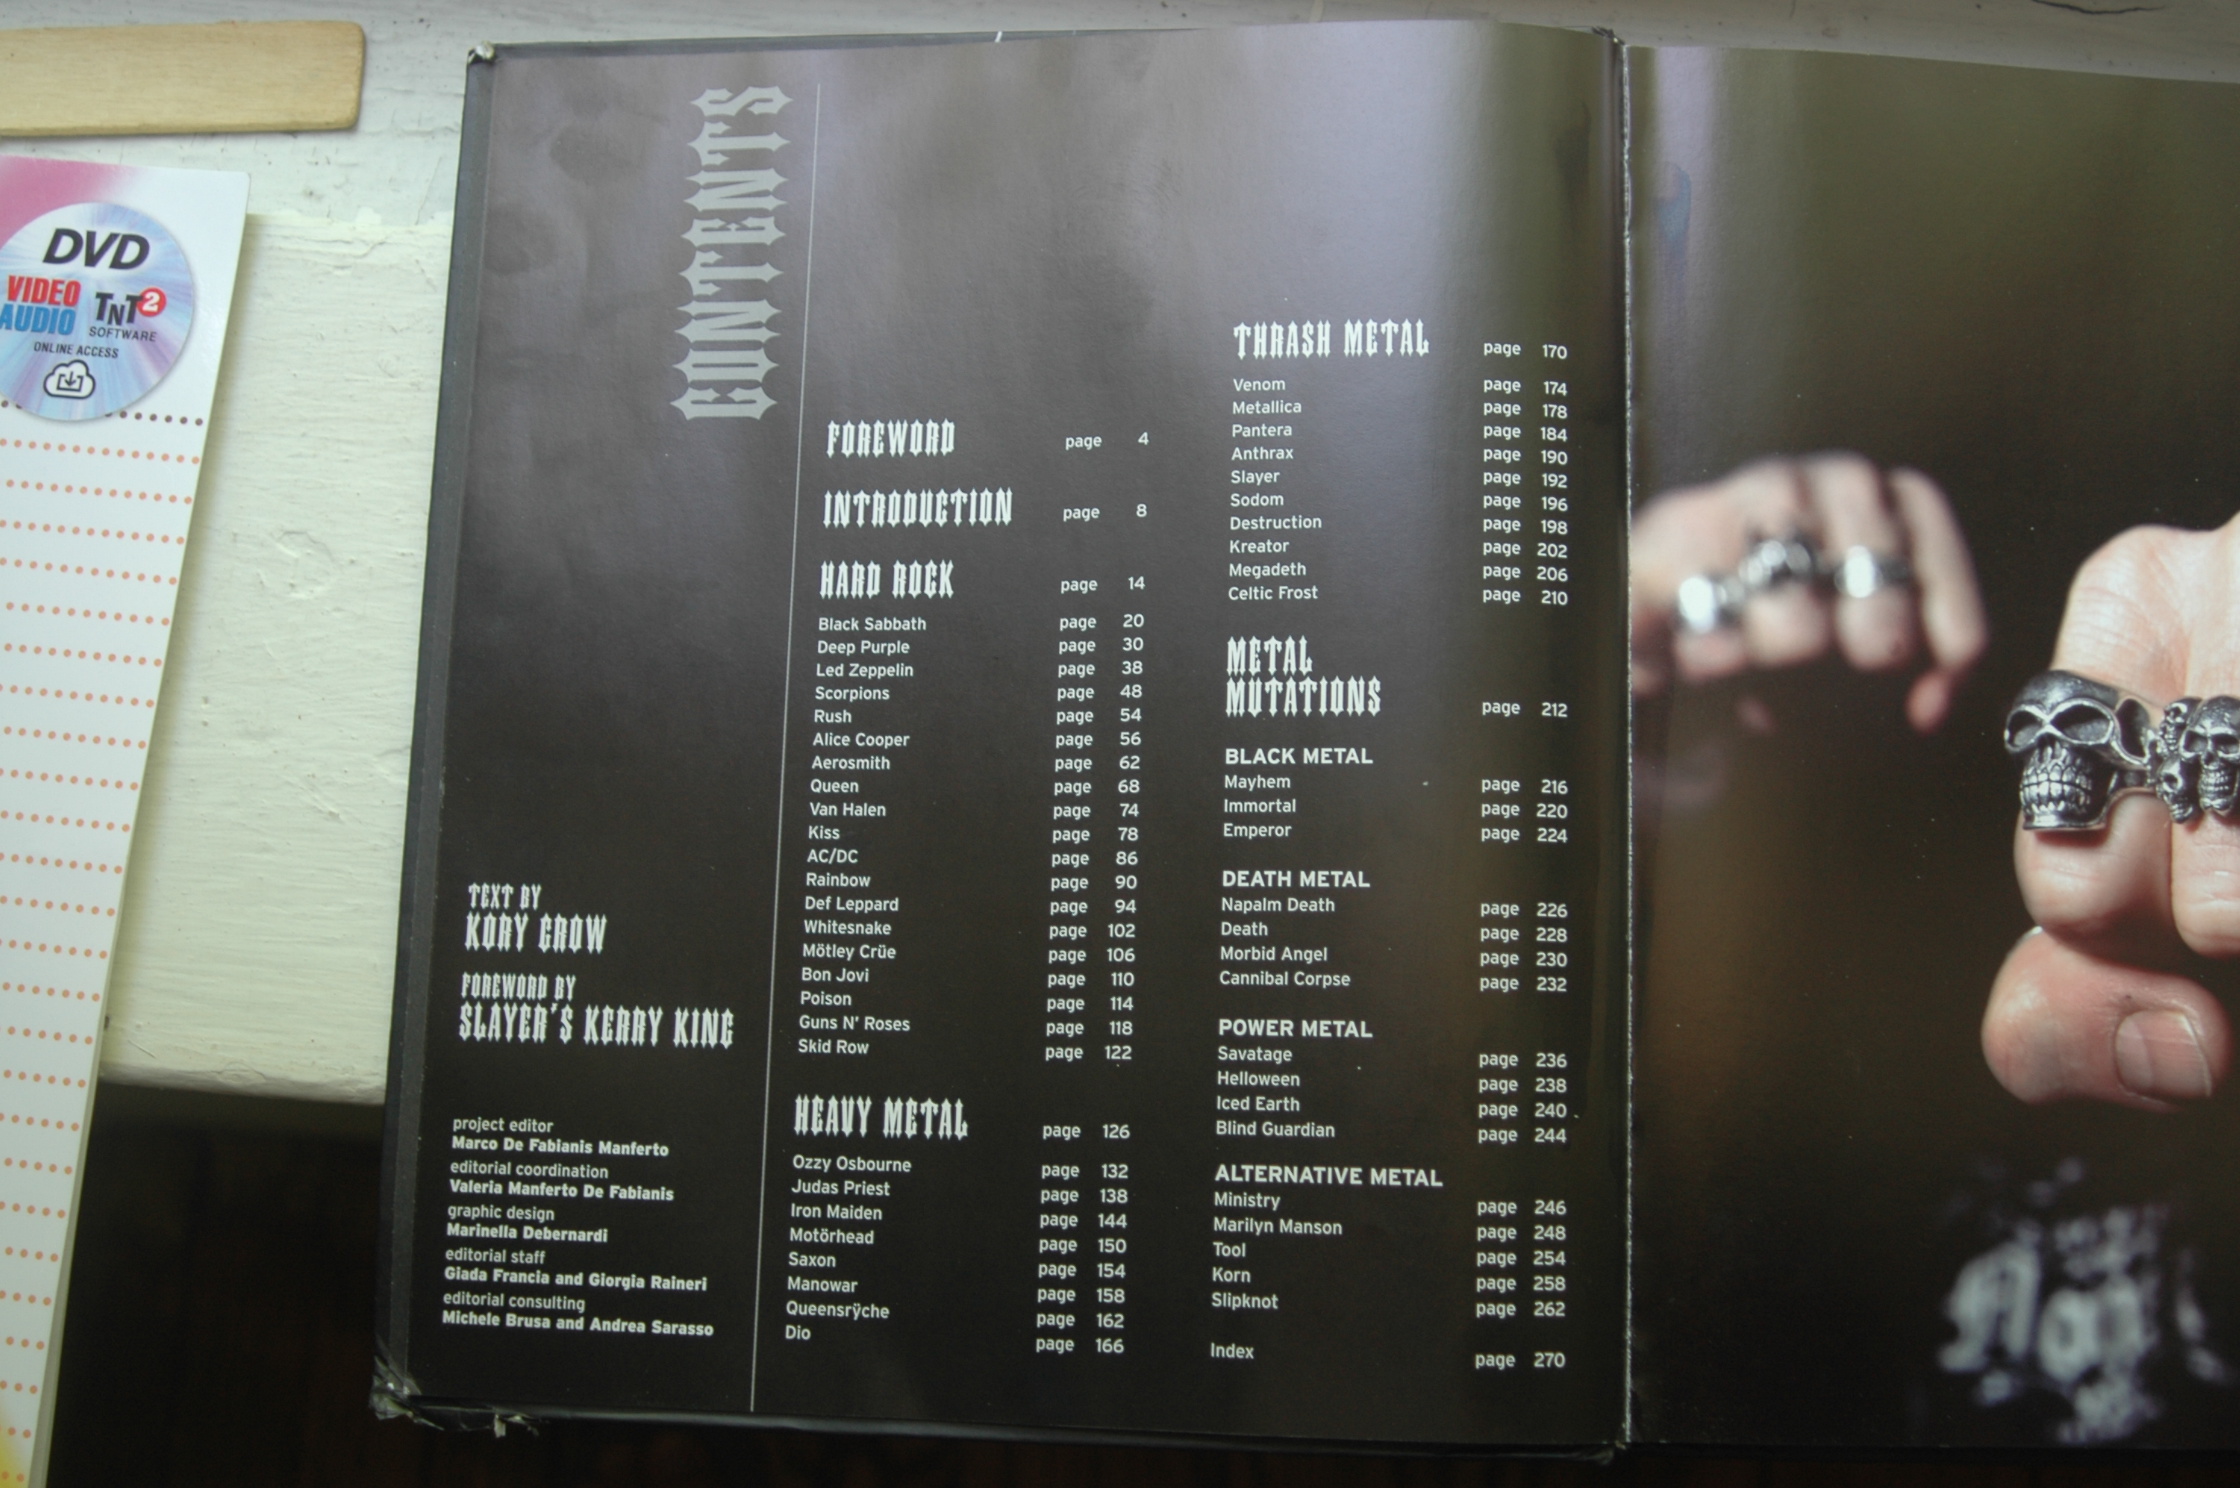 DVD
VIDEO
AUDIO
TNT2
SOFTWARE
ONLINE ACCESS
CONTENTS
TEXT BY
KORY GROW
FOREWORD BY
SLAYER'S KERRY KING
project editor
Marco De Fabianis Manferto
editorial coordination
Valeria Manferto De Fabianis
graphic design
Marinella Debernardi
editorial staff
Giada Francia and Giorgia Raineri
editorial consulting
Michele Brusa and Andrea Sarasso
FOREWORD page 4
INTRODUCTION page 8
HARD ROCK page 14
Black Sabbath page 20
Deep Purple page 30
Led Zeppelin page 38
Scorpions page 48
Rush page 54
Alice Cooper page 56
Aerosmith page 62
Queen page 68
Van Halen page 74
Kiss page 78
AC/DC page 86
Rainbow page 90
Def Leppard page 94
Whitesnake page 102
Mötley Crüe page 106
Bon Jovi page 110
Poison page 114
Guns N' Roses page 118
Skid Row page 122
HEAVY METAL page 126
Ozzy Osbourne page 132
Judas Priest page 138
Iron Maiden page 144
Motörhead page 150
Saxon page 154
Manowar page 158
Queensrÿche page 162
Dio page 166
THRASH METAL page 170
Venom page 174
Metallica page 178
Pantera page 184
Anthrax page 190
Slayer page 192
Sodom page 196
Destruction page 198
Kreator page 202
Megadeth page 206
Celtic Frost page 210
METAL
MUTATIONS page 212
BLACK METAL
Mayhem page 216
Immortal page 220
Emperor page 224
DEATH METAL
Napalm Death page 226
Death page 228
Morbid Angel page 230
Cannibal Corpse page 232
POWER METAL
Savatage page 236
Helloween page 238
Iced Earth page 240
Blind Guardian page 244
ALTERNATIVE METAL
Ministry page 246
Marilyn Manson page 248
Tool page 254
Korn page 258
Slipknot page 262
Index page 270